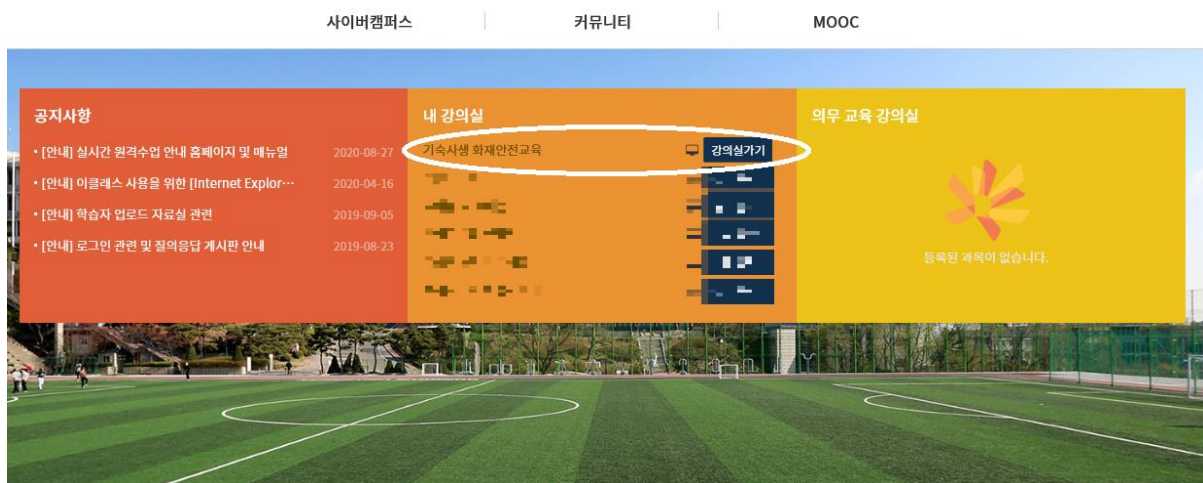 사이버캠퍼스
커뮤니티
MOOC
공지사항
• [안내] 실시간 원격수업 안내 홈페이지 및 매뉴얼 2020-08-27
• [안내] 이클래스 사용을 위한 [Internet Explor⋯ 2020-04-16
• [안내] 학습자 업로드 자료실 관련 2019-09-05
• [안내] 로그인 관련 및 질의응답 게시판 안내 2019-08-23
내 강의실
기숙사생 화재안전교육 강의실가기
의무 교육 강의실
등록된 과목이 없습니다.